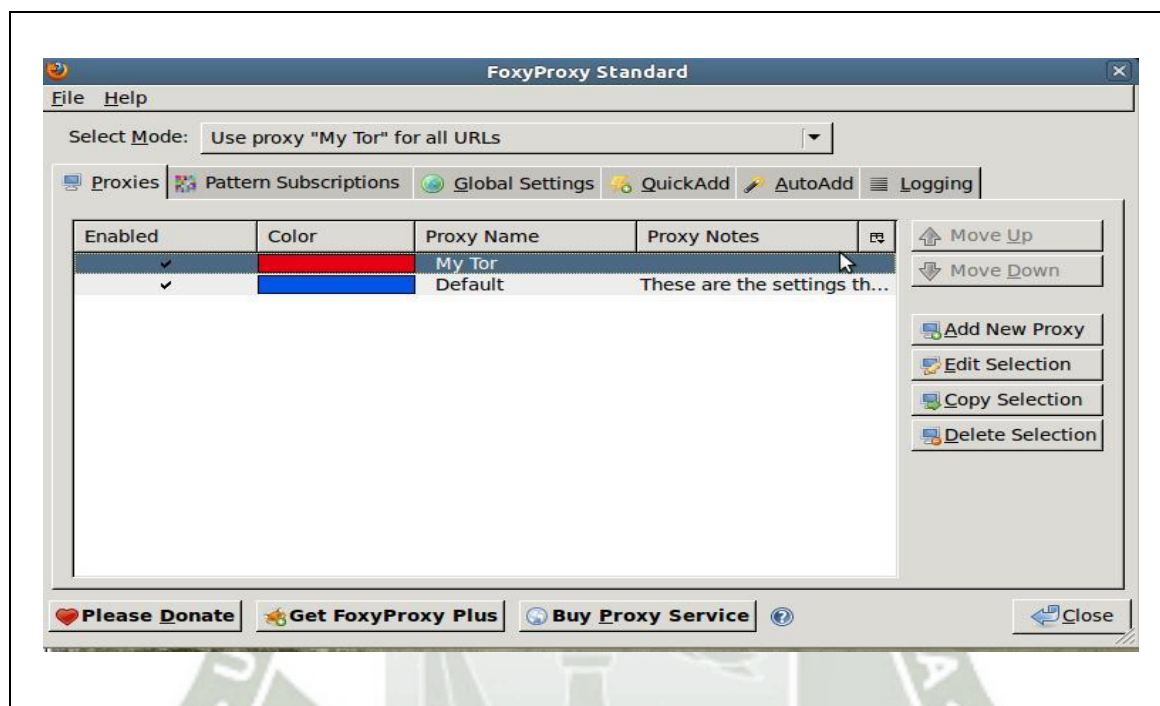 FoxyProxy Standard
File Help
Select Mode: Use proxy "My Tor" for all URLs
Proxies Pattern Subscriptions Global Settings QuickAdd AutoAdd Logging
Enabled Color Proxy Name Proxy Notes
My Tor
Default These are the settings th...
Move Up
Move Down
Add New Proxy
Edit Selection
Copy Selection
Delete Selection
Please Donate Get FoxyProxy Plus Buy Proxy Service Close